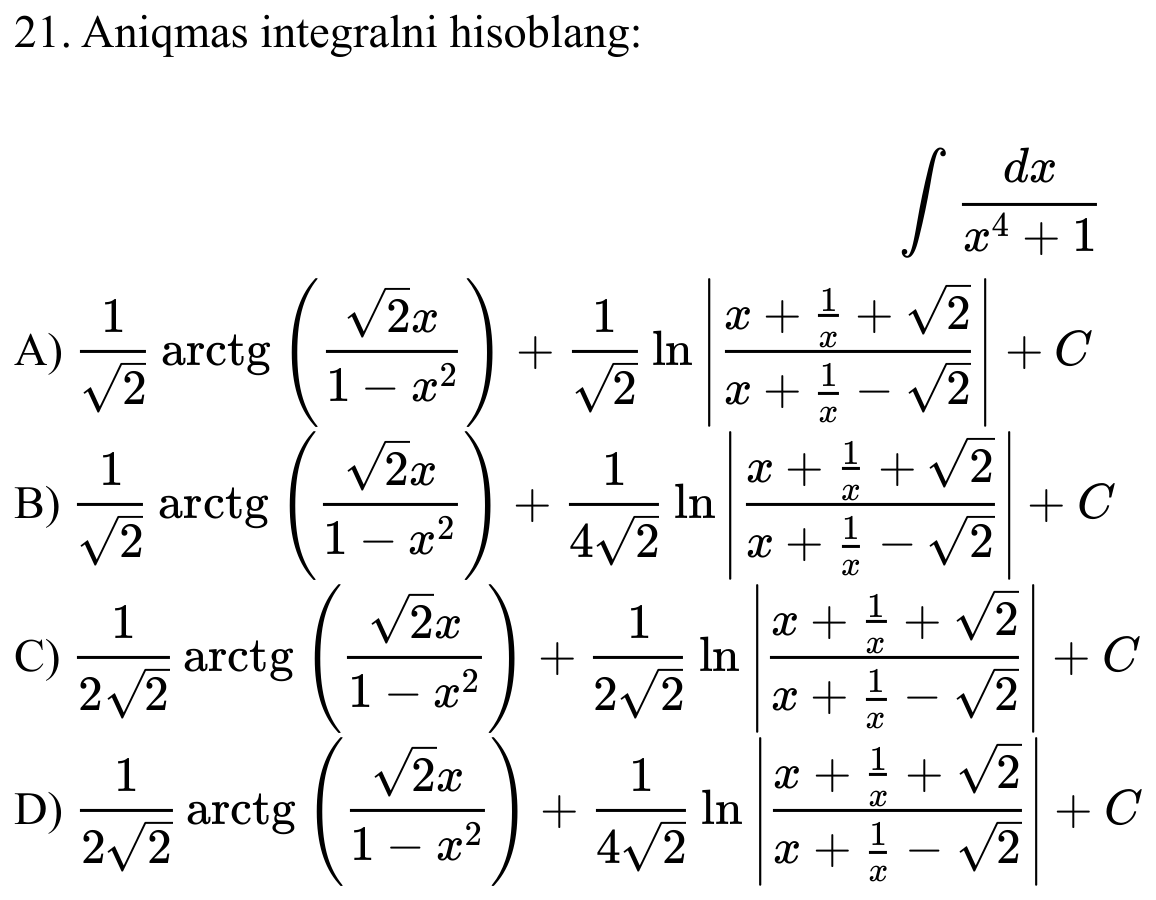 21. Aniqmas integralni hisoblang:
∫ dx/(x⁴ + 1)
A) 1/√2 arctg (√2x/(1 − x²)) + 1/√2 ln |(x + 1/x + √2)/(x + 1/x − √2)| + C
B) 1/√2 arctg (√2x/(1 − x²)) + 1/(4√2) ln |(x + 1/x + √2)/(x + 1/x − √2)| + C
C) 1/(2√2) arctg (√2x/(1 − x²)) + 1/(2√2) ln |(x + 1/x + √2)/(x + 1/x − √2)| + C
D) 1/(2√2) arctg (√2x/(1 − x²)) + 1/(4√2) ln |(x + 1/x + √2)/(x + 1/x − √2)| + C